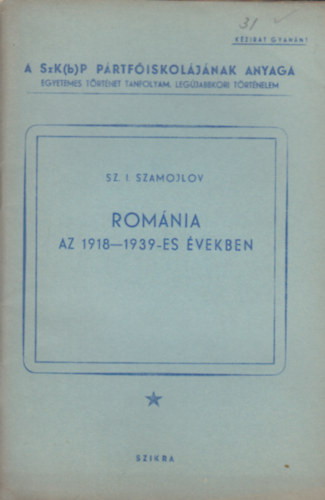 31
KÉZIRAT GYANÁNT
A SzK(b)P PÁRTFŐISKOLÁJÁNAK ANYAGA
EGYETEMES TÖRTÉNET TANFOLYAM, LEGÚJABBKORI TÖRTÉNELEM
SZ. I SZAMOJLOV
ROMÁNIA
AZ 1918—1939-ES ÉVEKBEN
SZIKRA